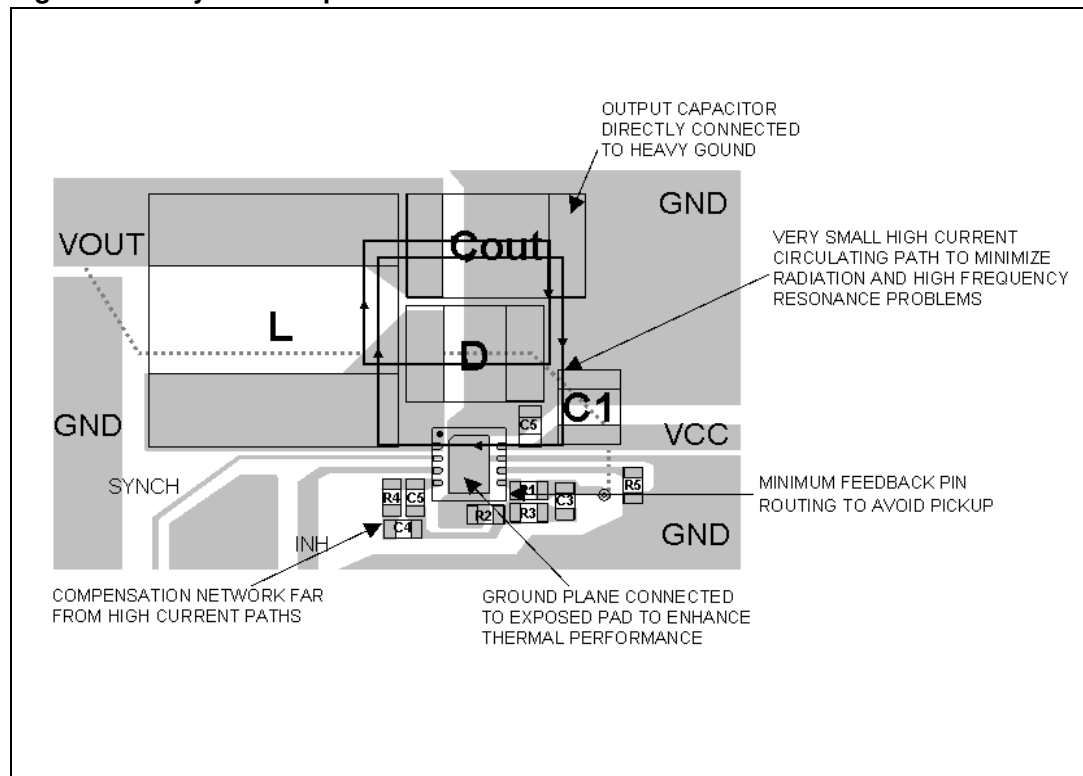 OUTPUT CAPACITOR
DIRECTLY CONNECTED
TO HEAVY GOUND
GND
VOUT
Cout
VERY SMALL HIGH CURRENT
CIRCULATING PATH TO MINIMIZE
RADIATION AND HIGH FREQUENCY
RESONANCE PROBLEMS
L
D
C1
C5
GND
VCC
SYNCH
MINIMUM FEEDBACK PIN
ROUTING TO AVOID PICKUP
R4
C5
R1
C3
R5
R2
R3
C4
INH
GND
COMPENSATION NETWORK FAR
FROM HIGH CURRENT PATHS
GROUND PLANE CONNECTED
TO EXPOSED PAD TO ENHANCE
THERMAL PERFORMANCE